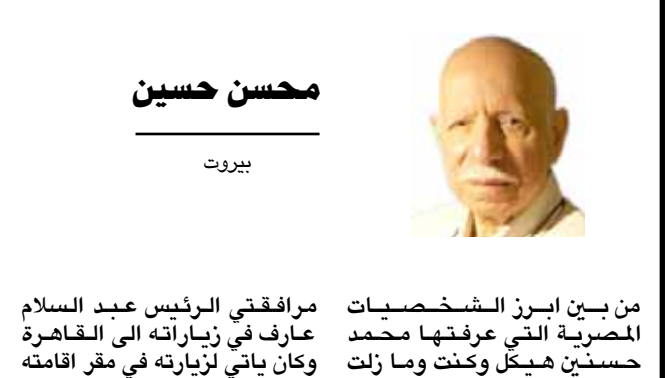 محسن حسين
بيروت
من بين ابرز الشخصيات
المصرية التي عرفتها محمد
حسنين هيكل وكنت وما زلت
مرافقتي الرئيس عبد السلام
عارف في زياراته الى القاهرة
وكان ياتي لزيارته في مقر اقامته